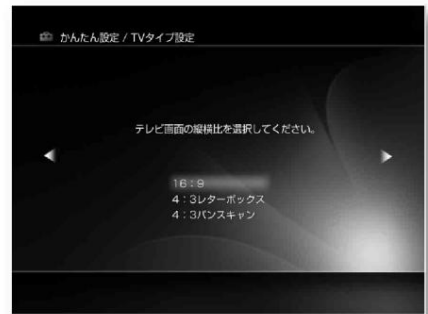 かんたん設定 / TVタイプ設定
テレビ画面の縦横比を選択してください。
16:9
4:3レターボックス
4:3パンスキャン